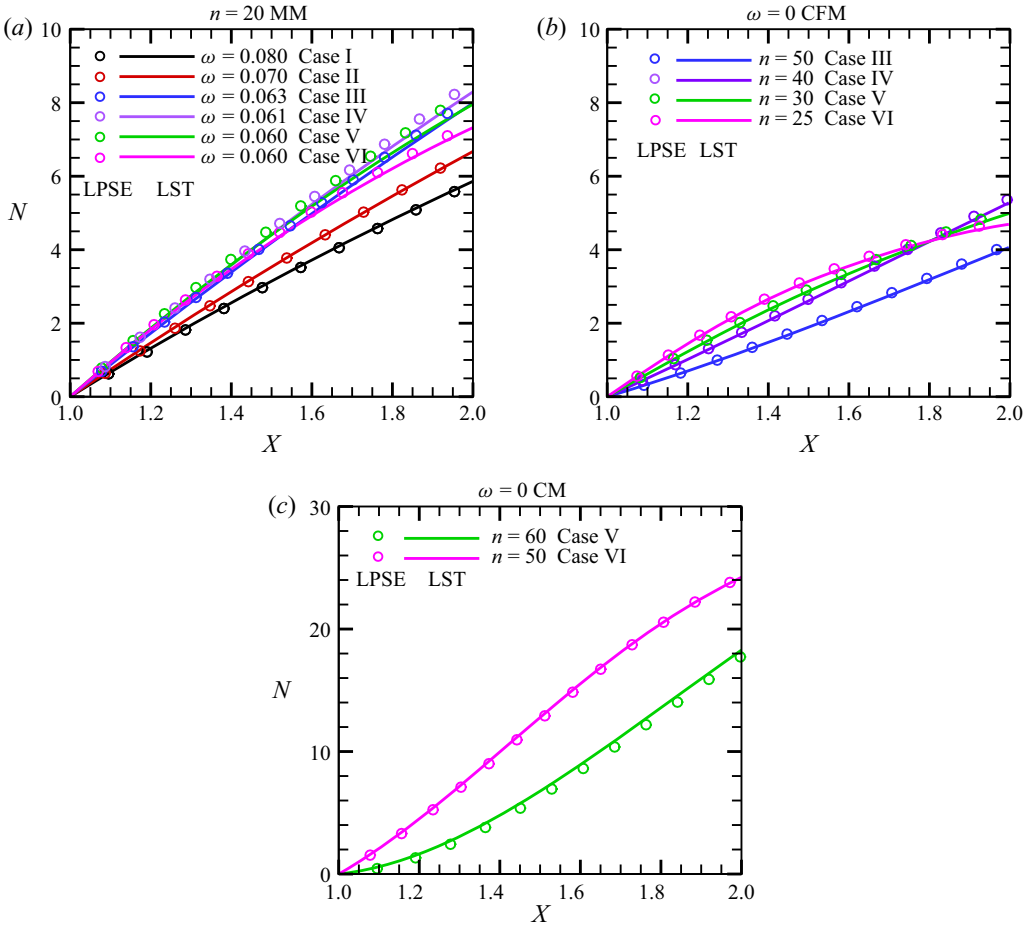 (a)
n = 20 MM
10
8
6
4
2
0
N
ω = 0.080 Case I
ω = 0.070 Case II
ω = 0.063 Case III
ω = 0.061 Case IV
ω = 0.060 Case V
ω = 0.060 Case VI
LPSE LST
1.0 1.2 1.4 1.6 1.8 2.0
X
(b)
ω = 0 CFM
10
8
6
4
2
0
n = 50 Case III
n = 40 Case IV
n = 30 Case V
n = 25 Case VI
LPSE LST
1.0 1.2 1.4 1.6 1.8 2.0
X
(c)
ω = 0 CM
30
20
10
0
N
n = 60 Case V
n = 50 Case VI
LPSE LST
1.0 1.2 1.4 1.6 1.8 2.0
X